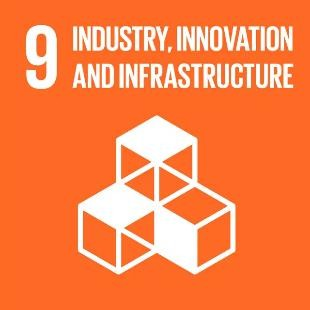 9 INDUSTRY, INNOVATION
AND INFRASTRUCTURE